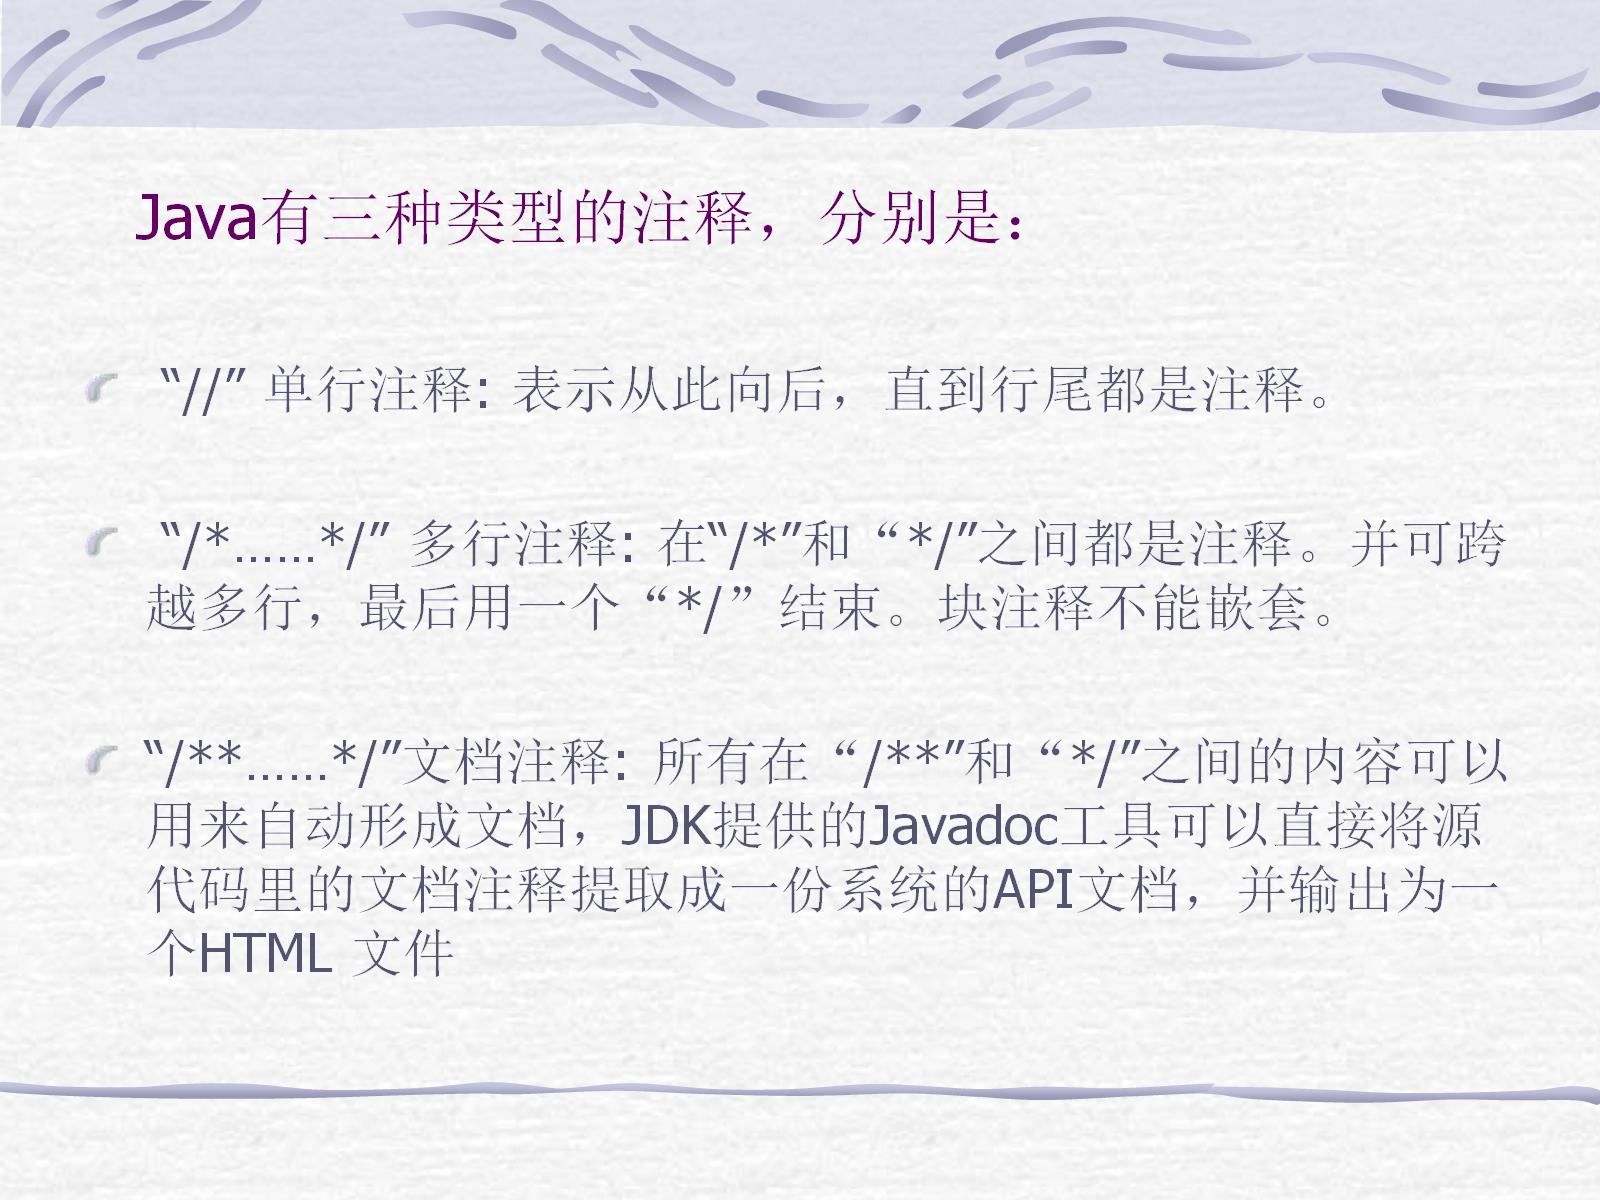 Java有三种类型的注释，分别是：
“//” 单行注释: 表示从此向后，直到行尾都是注释。
“/*……*/” 多行注释: 在“/*”和“*/”之间都是注释。并可跨
越多行，最后用一个“*/”结束。块注释不能嵌套。
“/**……*/”文档注释: 所有在“/**”和“*/”之间的内容可以
用来自动形成文档，JDK提供的Javadoc工具可以直接将源
代码里的文档注释提取成一份系统的API文档，并输出为一
个HTML 文件